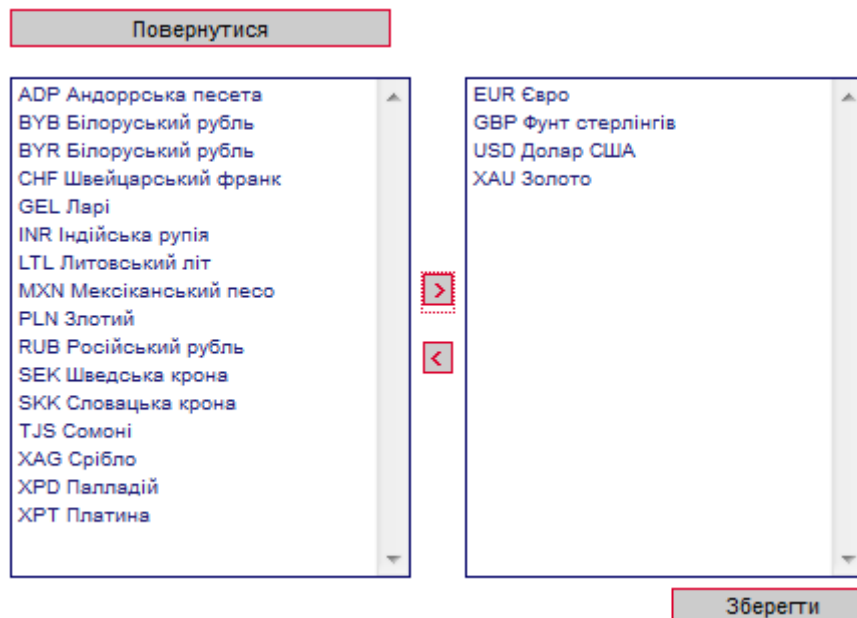 Повернутися
ADP Андоррська песета
BYB Білоруський рубль
BYR Білоруський рубль
CHF Швейцарський франк
GEL Ларі
INR Індійська рупія
LTL Литовський літ
MXN Мексіканський песо
PLN Злотий
RUB Російський рубль
SEK Шведська крона
SKK Словацька крона
TJS Сомоні
XAG Срібло
XPD Палладій
XPT Платина
>
<
EUR Євро
GBP Фунт стерлінгів
USD Долар США
XAU Золото
Зберегти